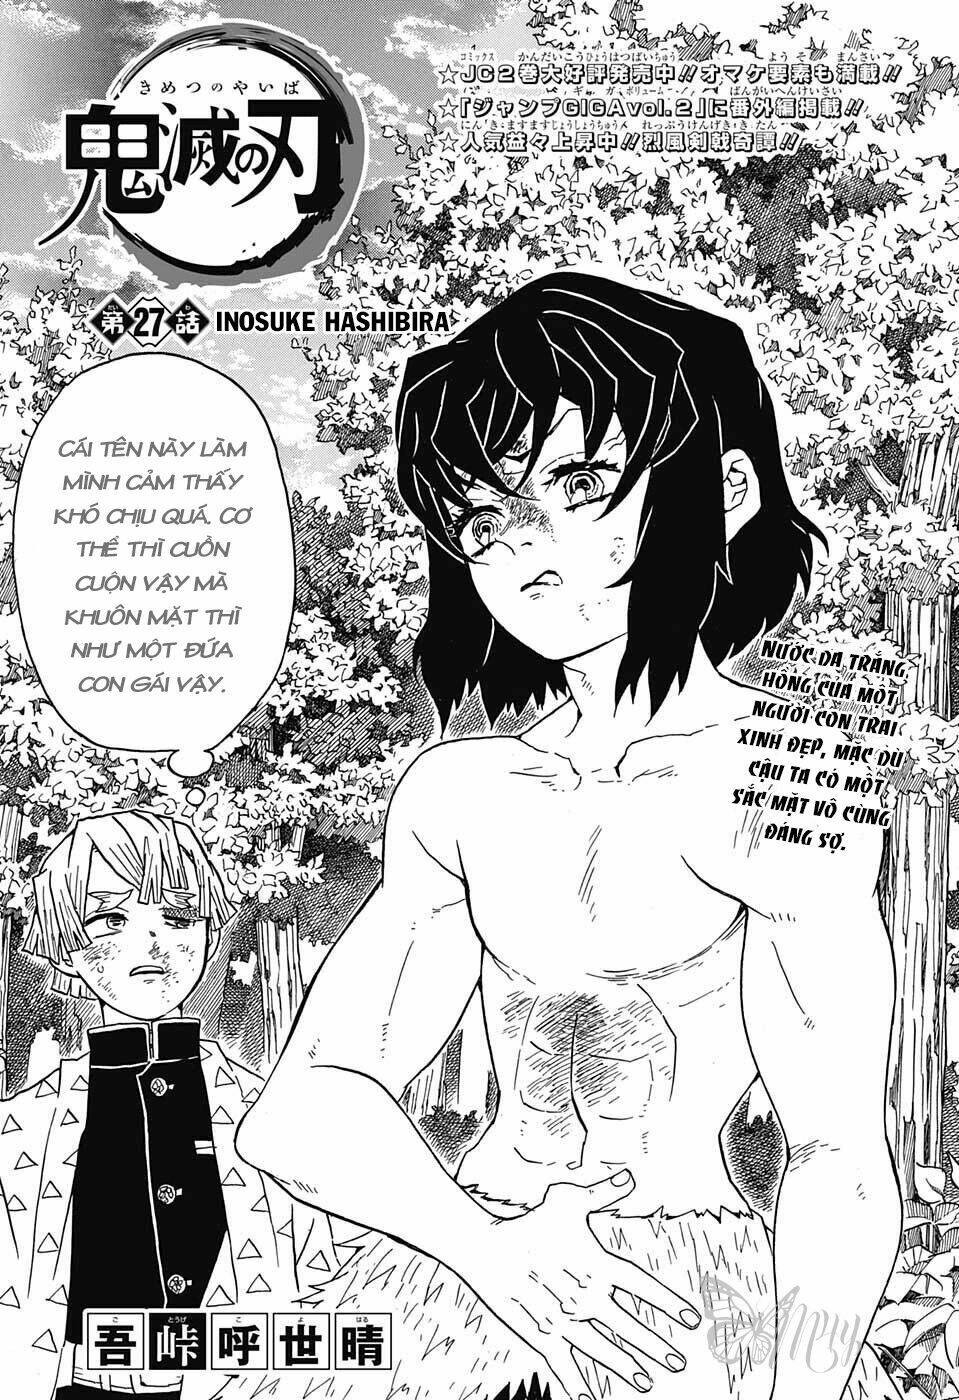 きめつのやいば
鬼滅の刃
★JC2巻大好評発売中!!オマケ要素も満載!!
★「ジャンプGIGA vol.2」に番外編掲載!!
★人気益々上昇中!!烈風剣戟奇譚!!
第27話 INOSUKE HASHIBIRA
CÁI TÊN NÀY LÀM
MÌNH CẢM THẤY
KHÓ CHỊU QUÁ. CƠ
THỂ THÌ CUỒN
CUỘN VẬY MÀ
KHUÔN MẶT THÌ
NHƯ MỘT ĐỨA
CON GÁI VẬY.
NƯỚC DA TRẮNG
HỒNG CỦA MỘT
NGƯỜI CON TRAI
XINH ĐẸP, MẶC DÙ
CẬU TA CÓ MỘT
SẮC MẶT VÔ CÙNG
ĐÁNG SỢ.
吾峠呼世晴